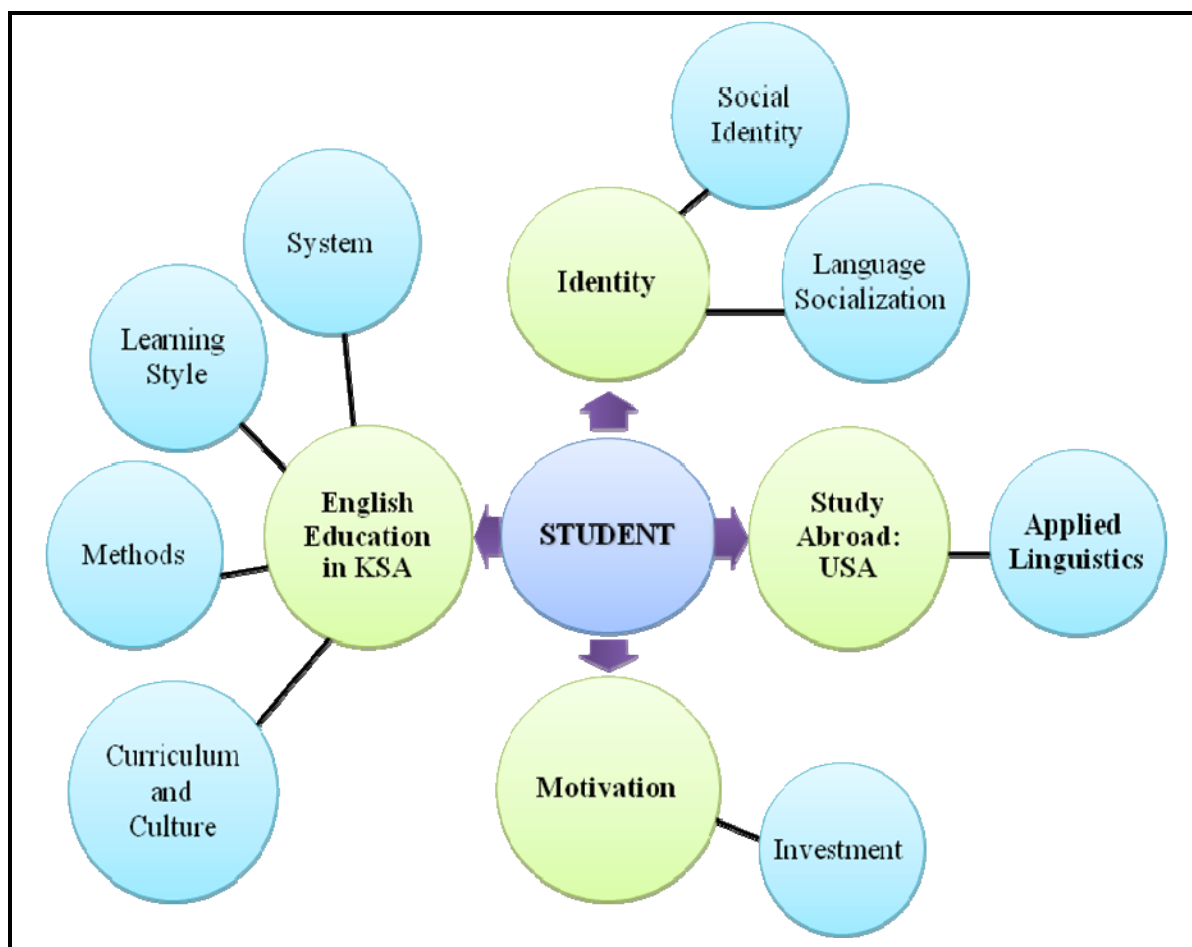 Social
Identity
System
Identity
Language
Socialization
Learning
Style
English
Education
in KSA
STUDENT
Study
Abroad:
USA
Applied
Linguistics
Methods
Curriculum
and
Culture
Motivation
Investment